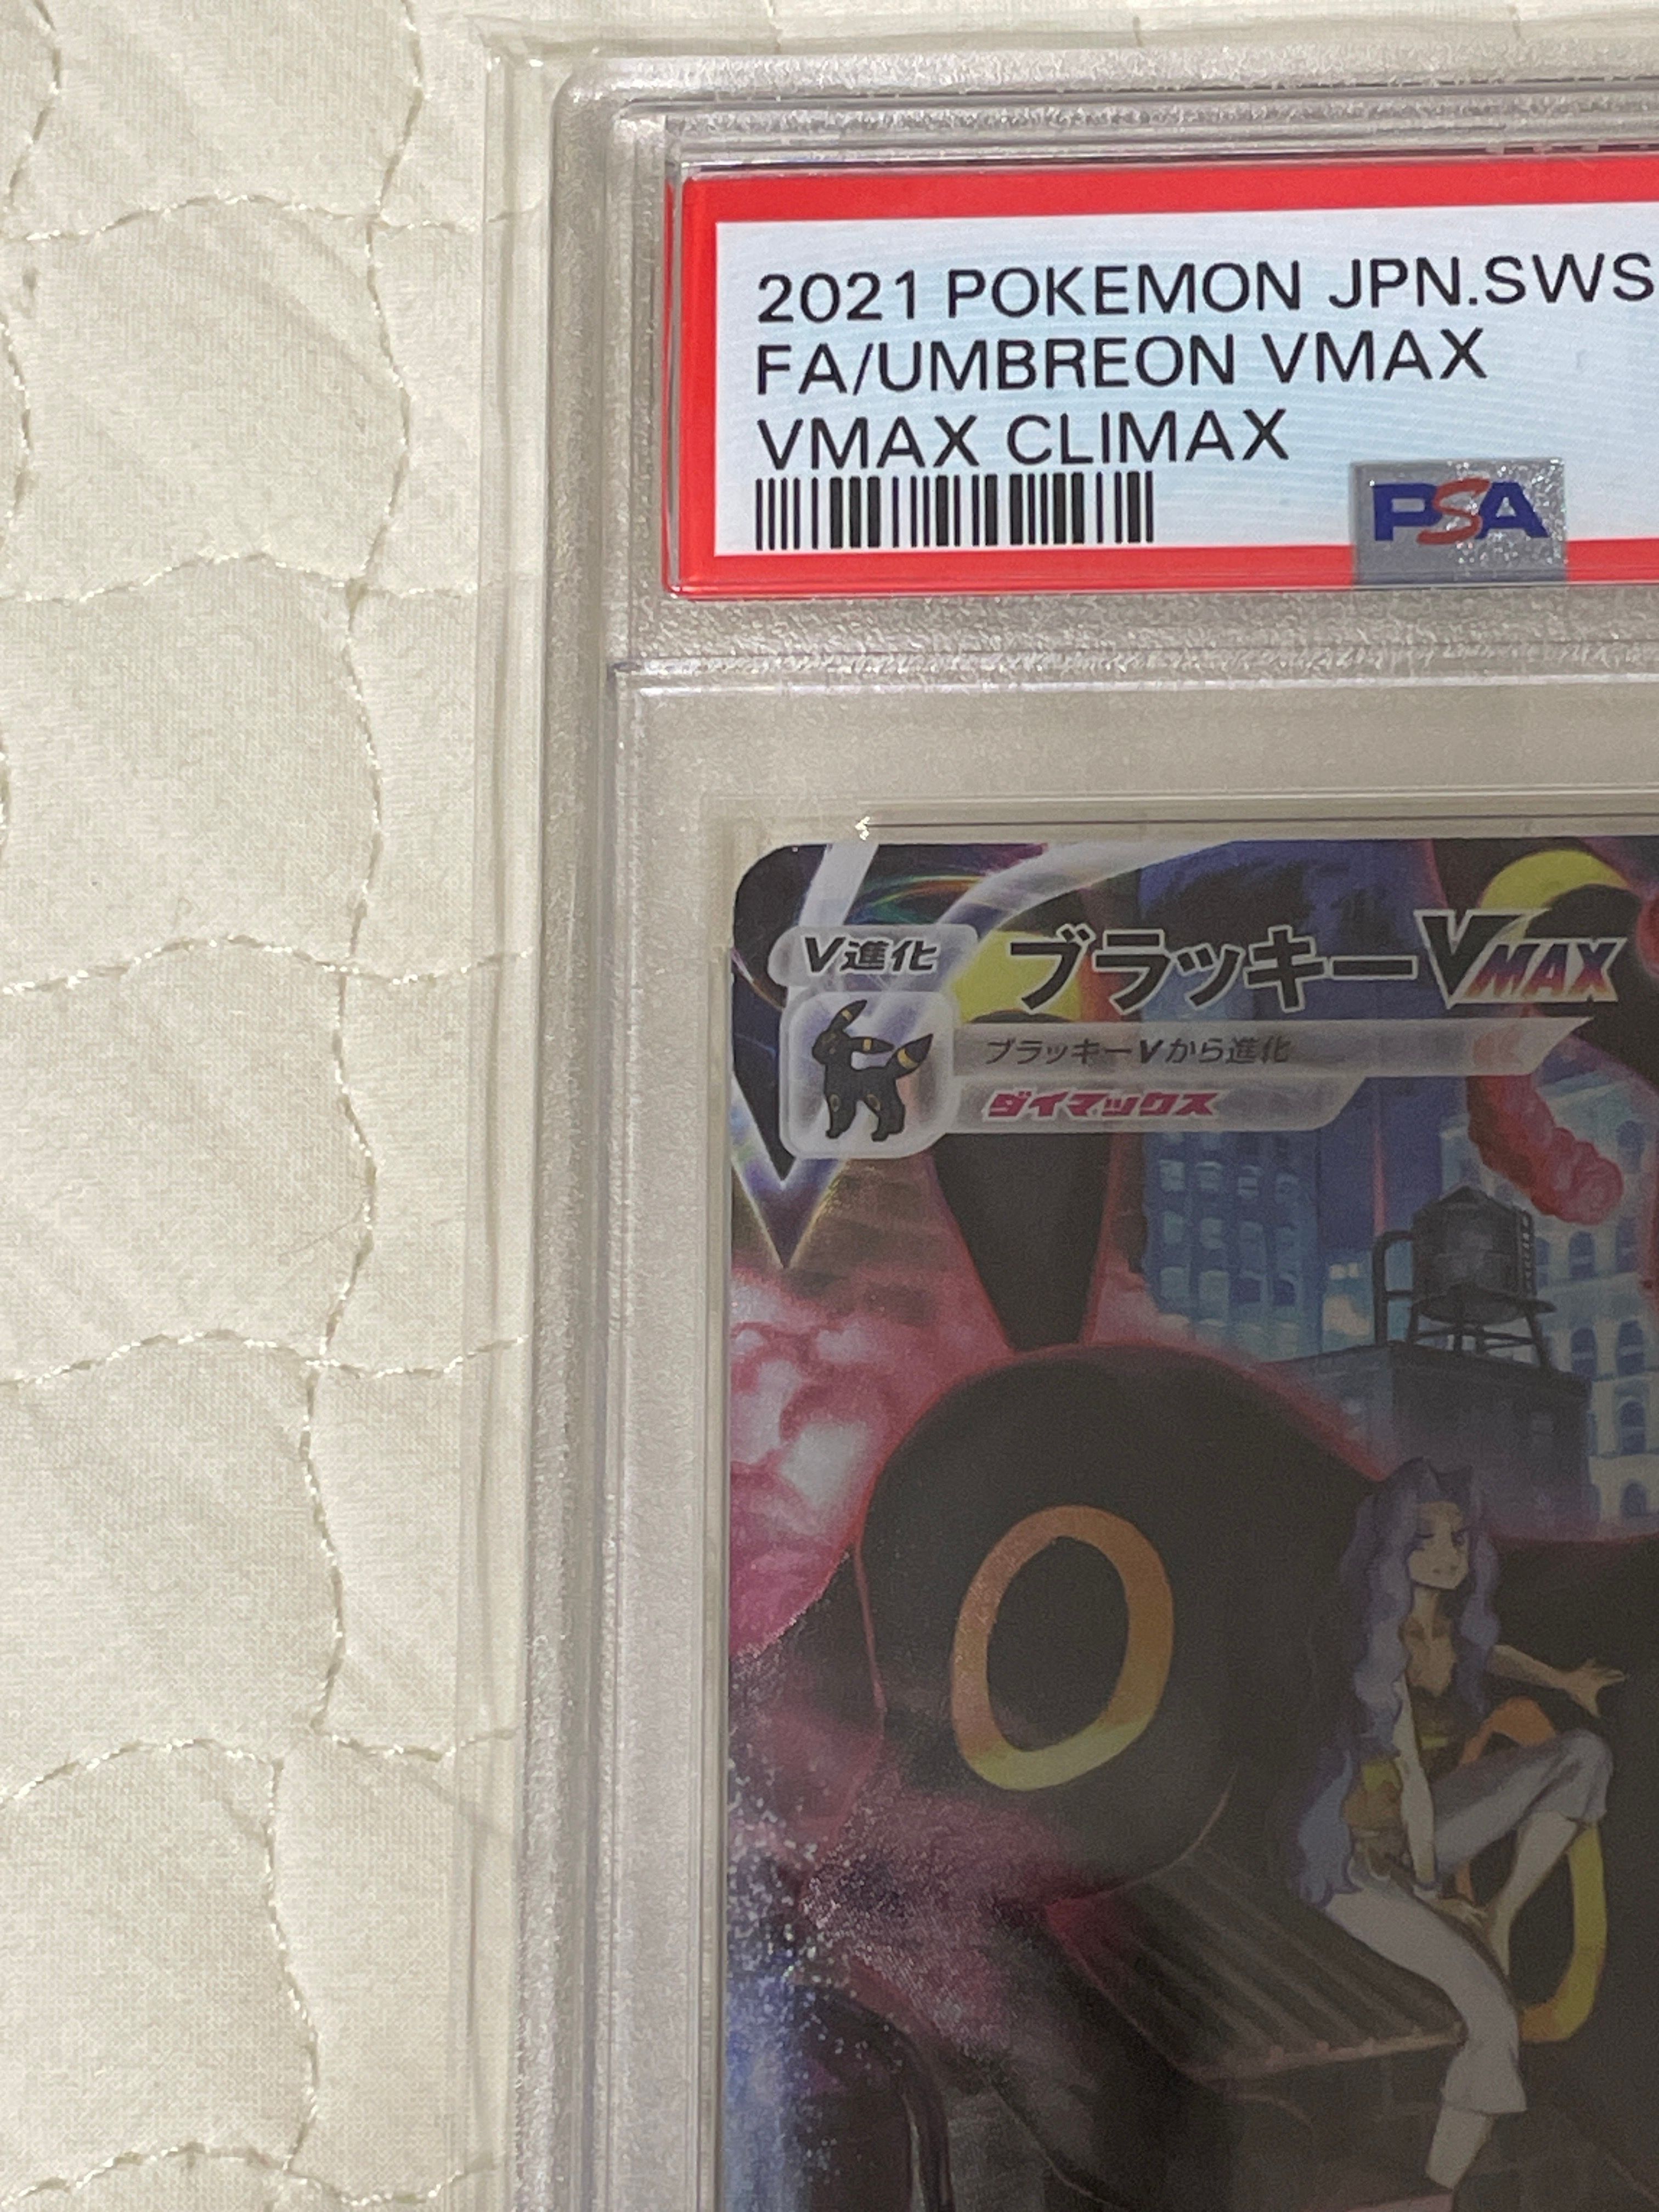 2021 POKEMON JPN.SWS
FA/UMBREON VMAX
VMAX CLIMAX
PSA
V進化
ブラッキーVMAX
ブラッキーVから進化
ダイマックス